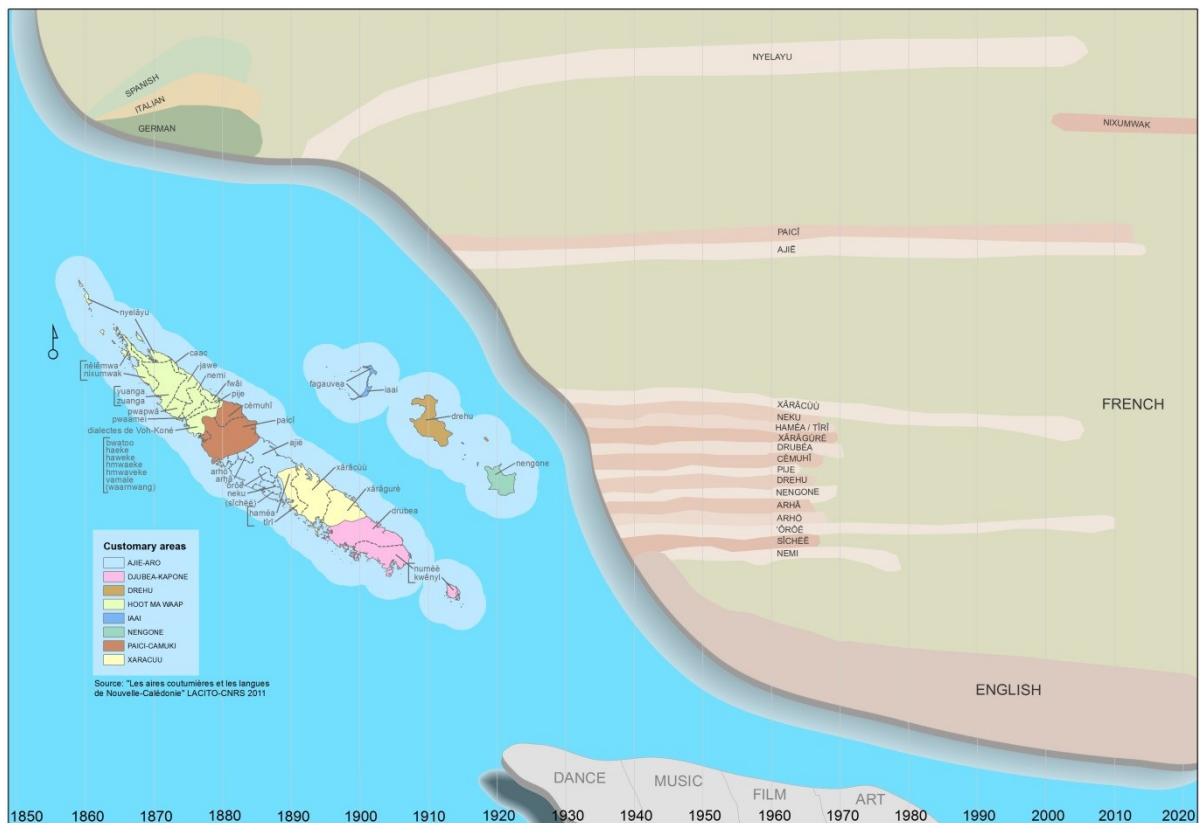 SPANISH
ITALIAN
GERMAN
NYELAYU
NIXUMWAK
PAICÎ
AJIË
XÂRÂCÙÙ
NEKU
HAMÉA / TÎRÎ
XÂRÂGÙRÈ
DRUBÉA
CÈMUHÎ
PIJE
DREHU
NENGONE
ARHÂ
ARHÖ
'ÔRÔÊ
SÎCHÈË
NEMI
FRENCH
ENGLISH
nyelâyu
caac
jawe
nemi
fwâi
pije
cèmuhî
paicî
ajië
nêlêmwa
nixumwak
yuanga
zuanga
pwapwâ
pwaamei
dialectes de Voh-Koné
bwatoo
haeke
haweke
hmwaeke
hmwaveke
vamale
(waamwang)
arhö
arhâ
ôrôê
neku
(sîchëë)
haméa
tîrî
xârâcùù
xârâgurè
drubea
numèè
kwênyî
fagauvea
iaai
drehu
nengone
Customary areas
AJIE-ARO
DJUBEA-KAPONE
DREHU
HOOT MA WAAP
IAAI
NENGONE
PAICI-CAMUKI
XARACUU
Source: "Les aires coutumières et les langues
de Nouvelle-Calédonie" LACITO-CNRS 2011
DANCE
MUSIC
FILM
ART
1850 1860 1870 1880 1890 1900 1910 1920 1930 1940 1950 1960 1970 1980 1990 2000 2010 2020